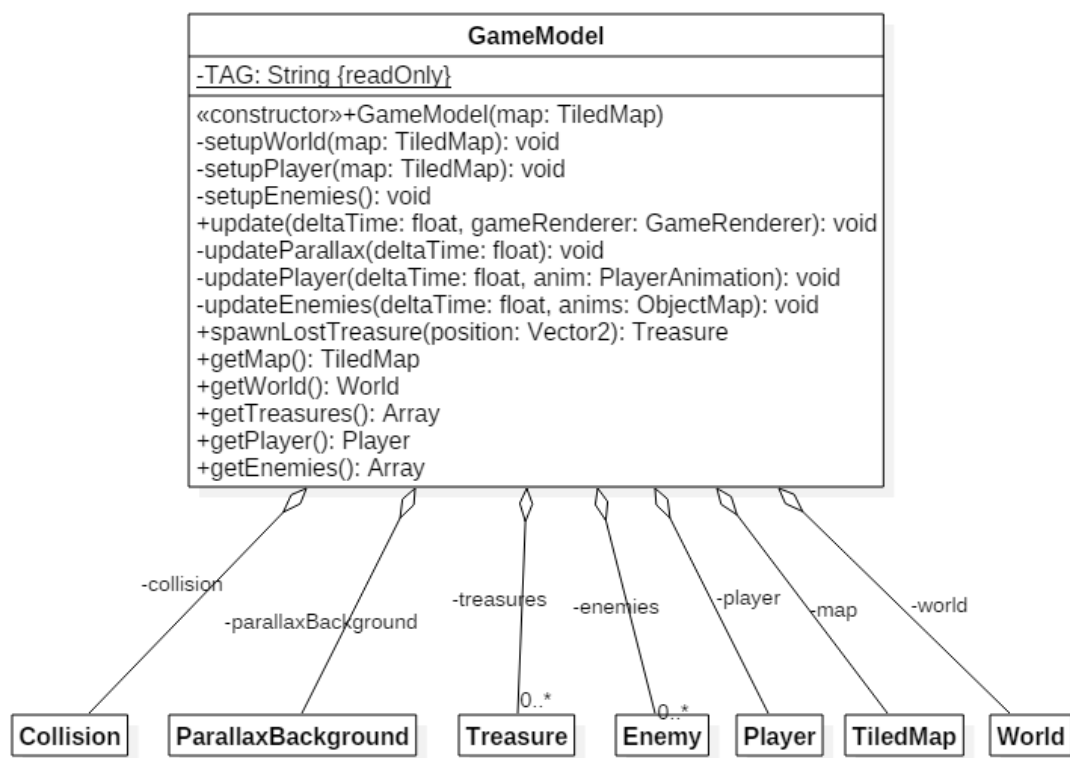 GameModel
-TAG: String {readOnly}
«constructor»+GameModel(map: TiledMap)
-setupWorld(map: TiledMap): void
-setupPlayer(map: TiledMap): void
-setupEnemies(): void
+update(deltaTime: float, gameRenderer: GameRenderer): void
-updateParallax(deltaTime: float): void
-updatePlayer(deltaTime: float, anim: PlayerAnimation): void
-updateEnemies(deltaTime: float, anims: ObjectMap): void
+spawnLostTreasure(position: Vector2): Treasure
+getMap(): TiledMap
+getWorld(): World
+getTreasures(): Array
+getPlayer(): Player
+getEnemies(): Array
-collision
-parallaxBackground
-treasures
-enemies
-player
-map
-world
0..*
0..*
Collision
ParallaxBackground
Treasure
Enemy
Player
TiledMap
World